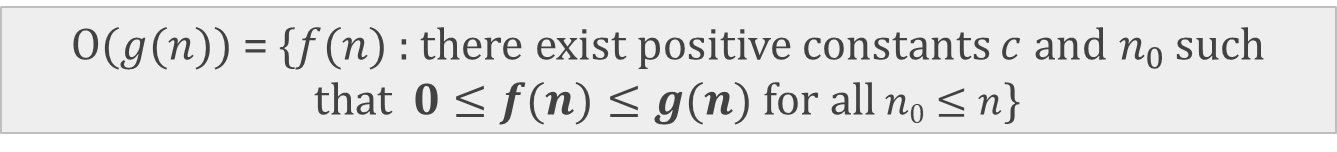 O(g(n)) = {f(n) : there exist positive constants c and n₀ such
that 0 ≤ f(n) ≤ g(n) for all n₀ ≤ n}